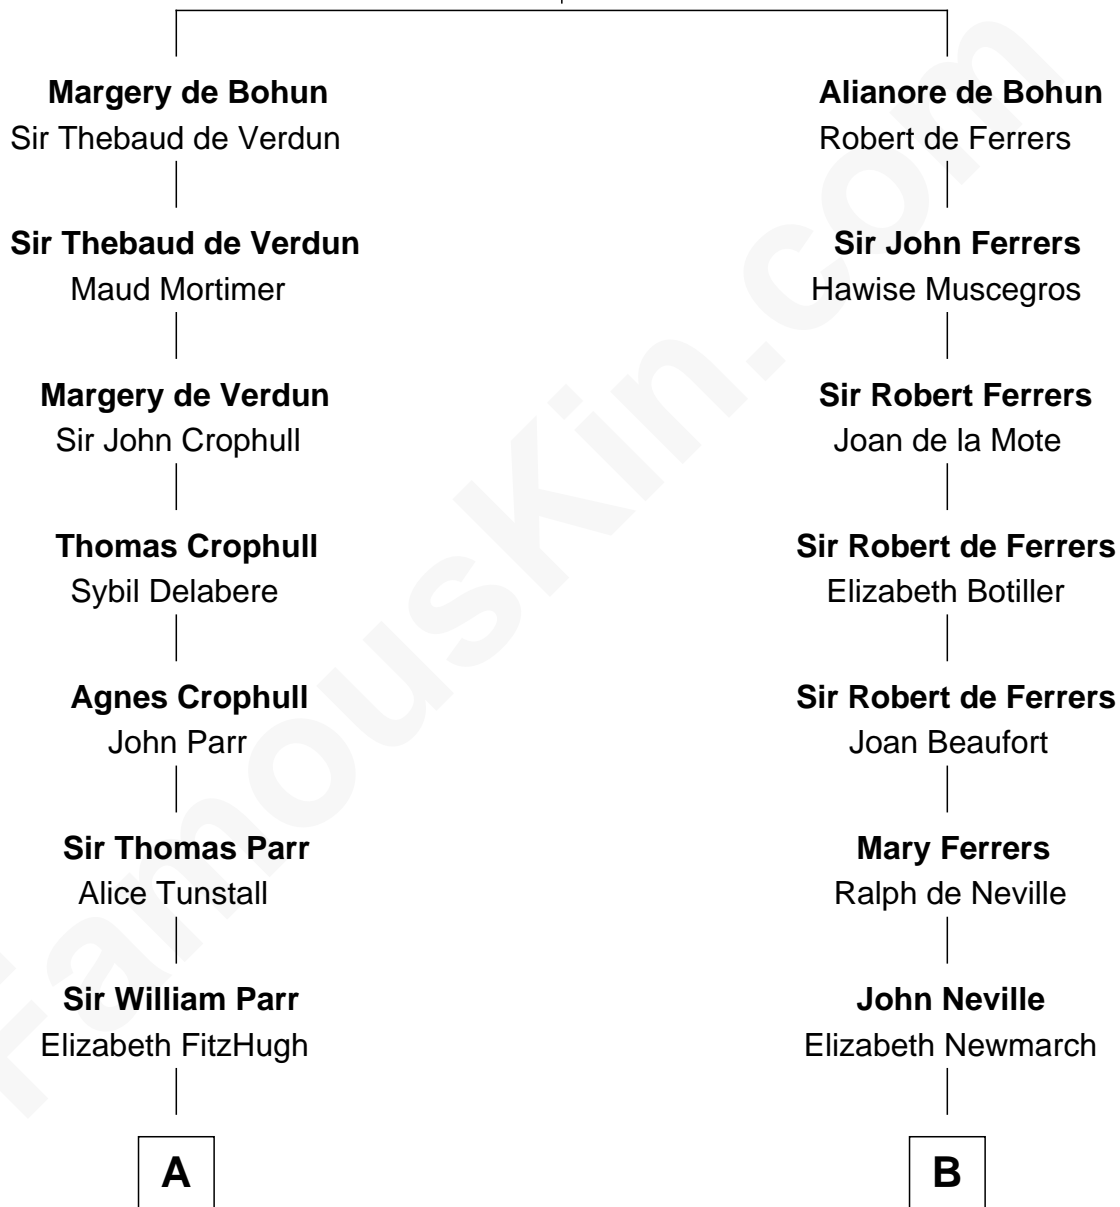 Margery de Bohun
Sir Thebaud de Verdun
Sir Thebaud de Verdun
Maud Mortimer
Margery de Verdun
Sir John Crophull
Thomas Crophull
Sybil Delabere
Agnes Crophull
John Parr
Sir Thomas Parr
Alice Tunstall
Sir William Parr
Elizabeth FitzHugh
A
Alianore de Bohun
Robert de Ferrers
Sir John Ferrers
Hawise Muscegros
Sir Robert Ferrers
Joan de la Mote
Sir Robert de Ferrers
Elizabeth Botiller
Sir Robert de Ferrers
Joan Beaufort
Mary Ferrers
Ralph de Neville
John Neville
Elizabeth Newmarch
B
FamousKin.com